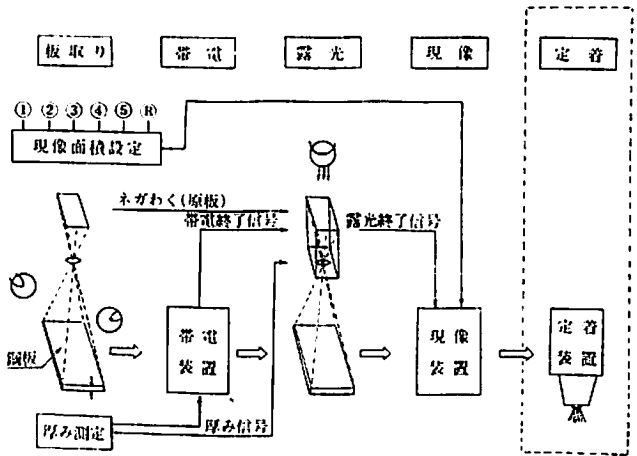 板取り
帯電
露光
現像
定着
① ② ③ ④ ⑤ Ⓡ
現像面積設定
ネガわく(原板)
帯電終了信号
露光終了信号
鋼板
帯電装置
現像装置
定着装置
厚み測定
厚み信号